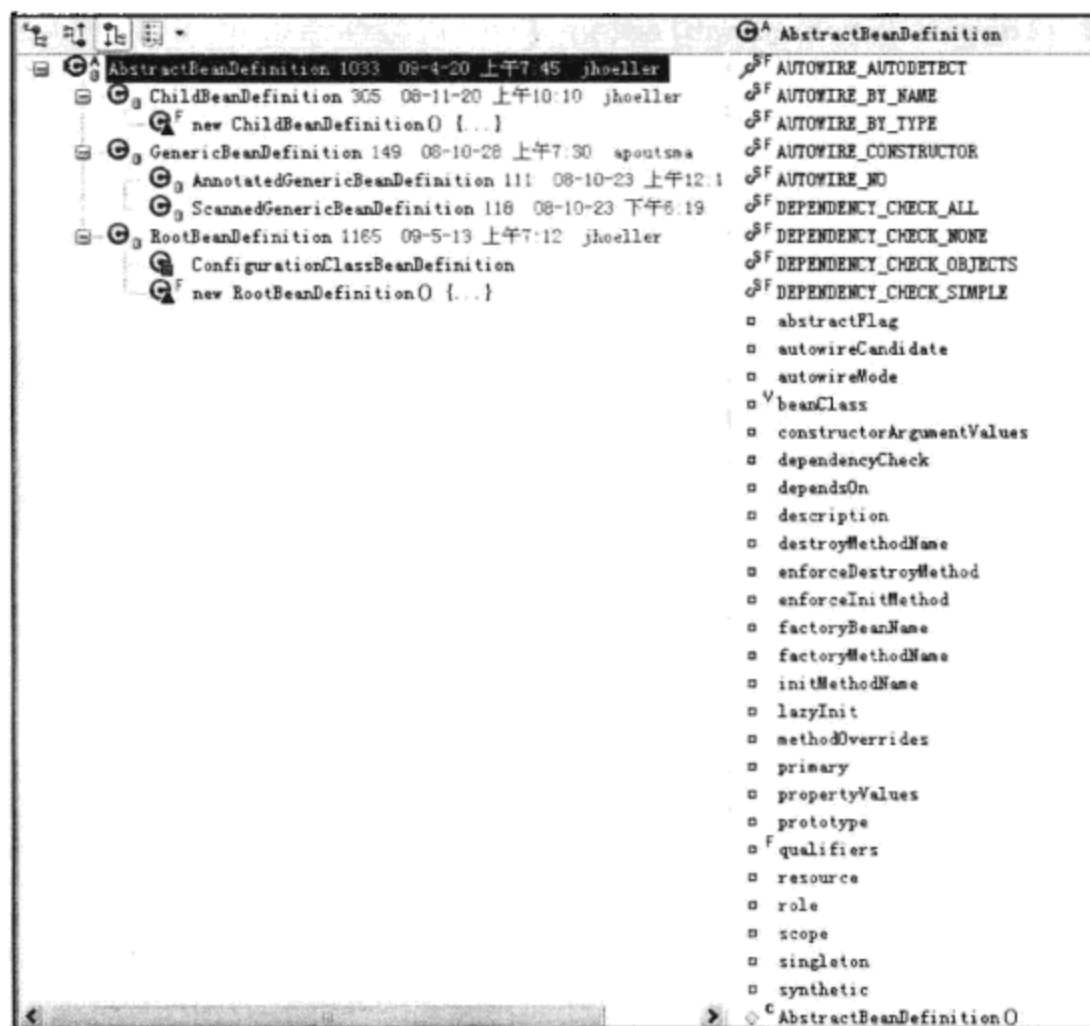 AbstractBeanDefinition 1033 09-4-20 上午7:45 jhoeller
ChildBeanDefinition 305 08-11-20 上午10:10 jhoeller
new ChildBeanDefinition() {...}
GenericBeanDefinition 149 08-10-28 上午7:30 apoutsma
AnnotatedGenericBeanDefinition 111 08-10-23 上午12:1
ScannedGenericBeanDefinition 118 08-10-23 下午6:19
RootBeanDefinition 1165 09-5-13 上午7:12 jhoeller
ConfigurationClassBeanDefinition
new RootBeanDefinition() {...}
AbstractBeanDefinition
AUTOWIRE_AUTODETECT
AUTOWIRE_BY_NAME
AUTOWIRE_BY_TYPE
AUTOWIRE_CONSTRUCTOR
AUTOWIRE_NO
DEPENDENCY_CHECK_ALL
DEPENDENCY_CHECK_NONE
DEPENDENCY_CHECK_OBJECTS
DEPENDENCY_CHECK_SIMPLE
abstractFlag
autowireCandidate
autowireMode
beanClass
constructorArgumentValues
dependencyCheck
dependsOn
description
destroyMethodName
enforceDestroyMethod
enforceInitMethod
factoryBeanName
factoryMethodName
initMethodName
lazyInit
methodOverrides
primary
propertyValues
prototype
qualifiers
resource
role
scope
singleton
synthetic
AbstractBeanDefinition()